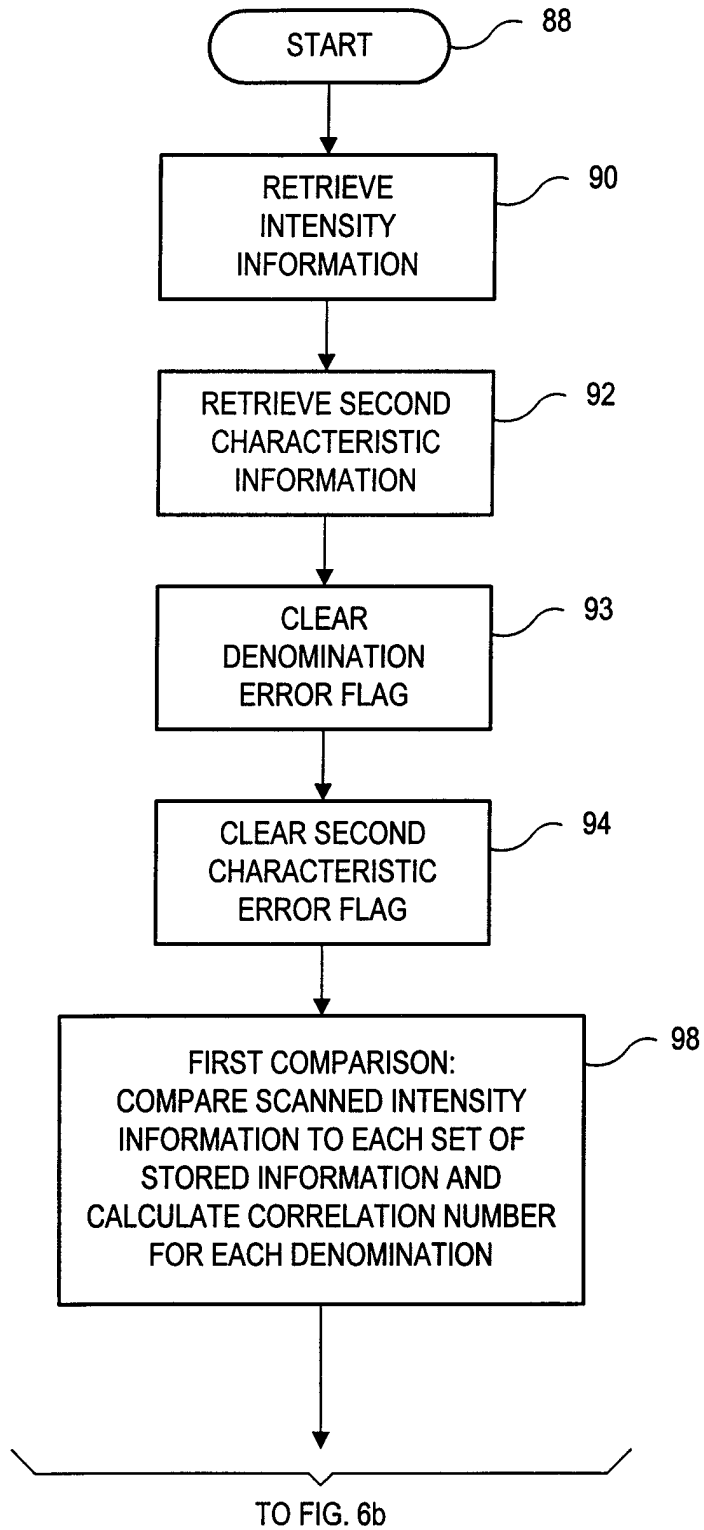 START
88
RETRIEVE
INTENSITY
INFORMATION
90
RETRIEVE SECOND
CHARACTERISTIC
INFORMATION
92
CLEAR
DENOMINATION
ERROR FLAG
93
CLEAR SECOND
CHARACTERISTIC
ERROR FLAG
94
FIRST COMPARISON:
COMPARE SCANNED INTENSITY
INFORMATION TO EACH SET OF
STORED INFORMATION AND
CALCULATE CORRELATION NUMBER
FOR EACH DENOMINATION
98
TO FIG. 6b